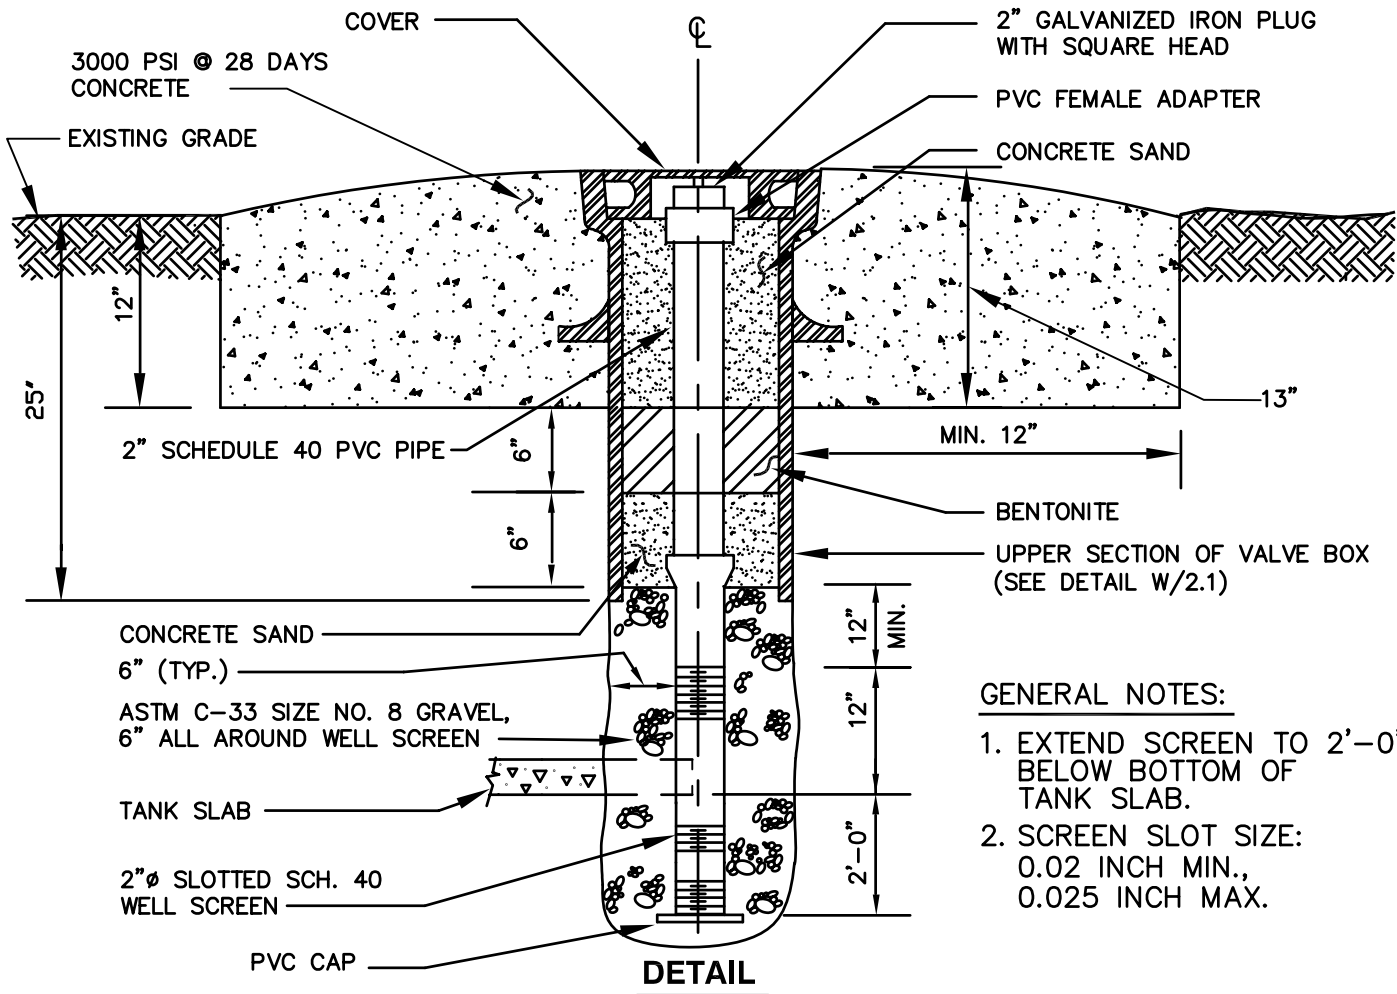 COVER
℄
2" GALVANIZED IRON PLUG
WITH SQUARE HEAD
3000 PSI @ 28 DAYS
CONCRETE
PVC FEMALE ADAPTER
EXISTING GRADE
CONCRETE SAND
12"
25"
13"
2" SCHEDULE 40 PVC PIPE
6"
MIN. 12"
6"
BENTONITE
UPPER SECTION OF VALVE BOX
(SEE DETAIL W/2.1)
CONCRETE SAND
12"
MIN.
6" (TYP.)
12"
ASTM C-33 SIZE NO. 8 GRAVEL,
6" ALL AROUND WELL SCREEN
TANK SLAB
2'-0"
2"ø SLOTTED SCH. 40
WELL SCREEN
PVC CAP
GENERAL NOTES:
1. EXTEND SCREEN TO 2'-0"
BELOW BOTTOM OF
TANK SLAB.
2. SCREEN SLOT SIZE:
0.02 INCH MIN.,
0.025 INCH MAX.
DETAIL